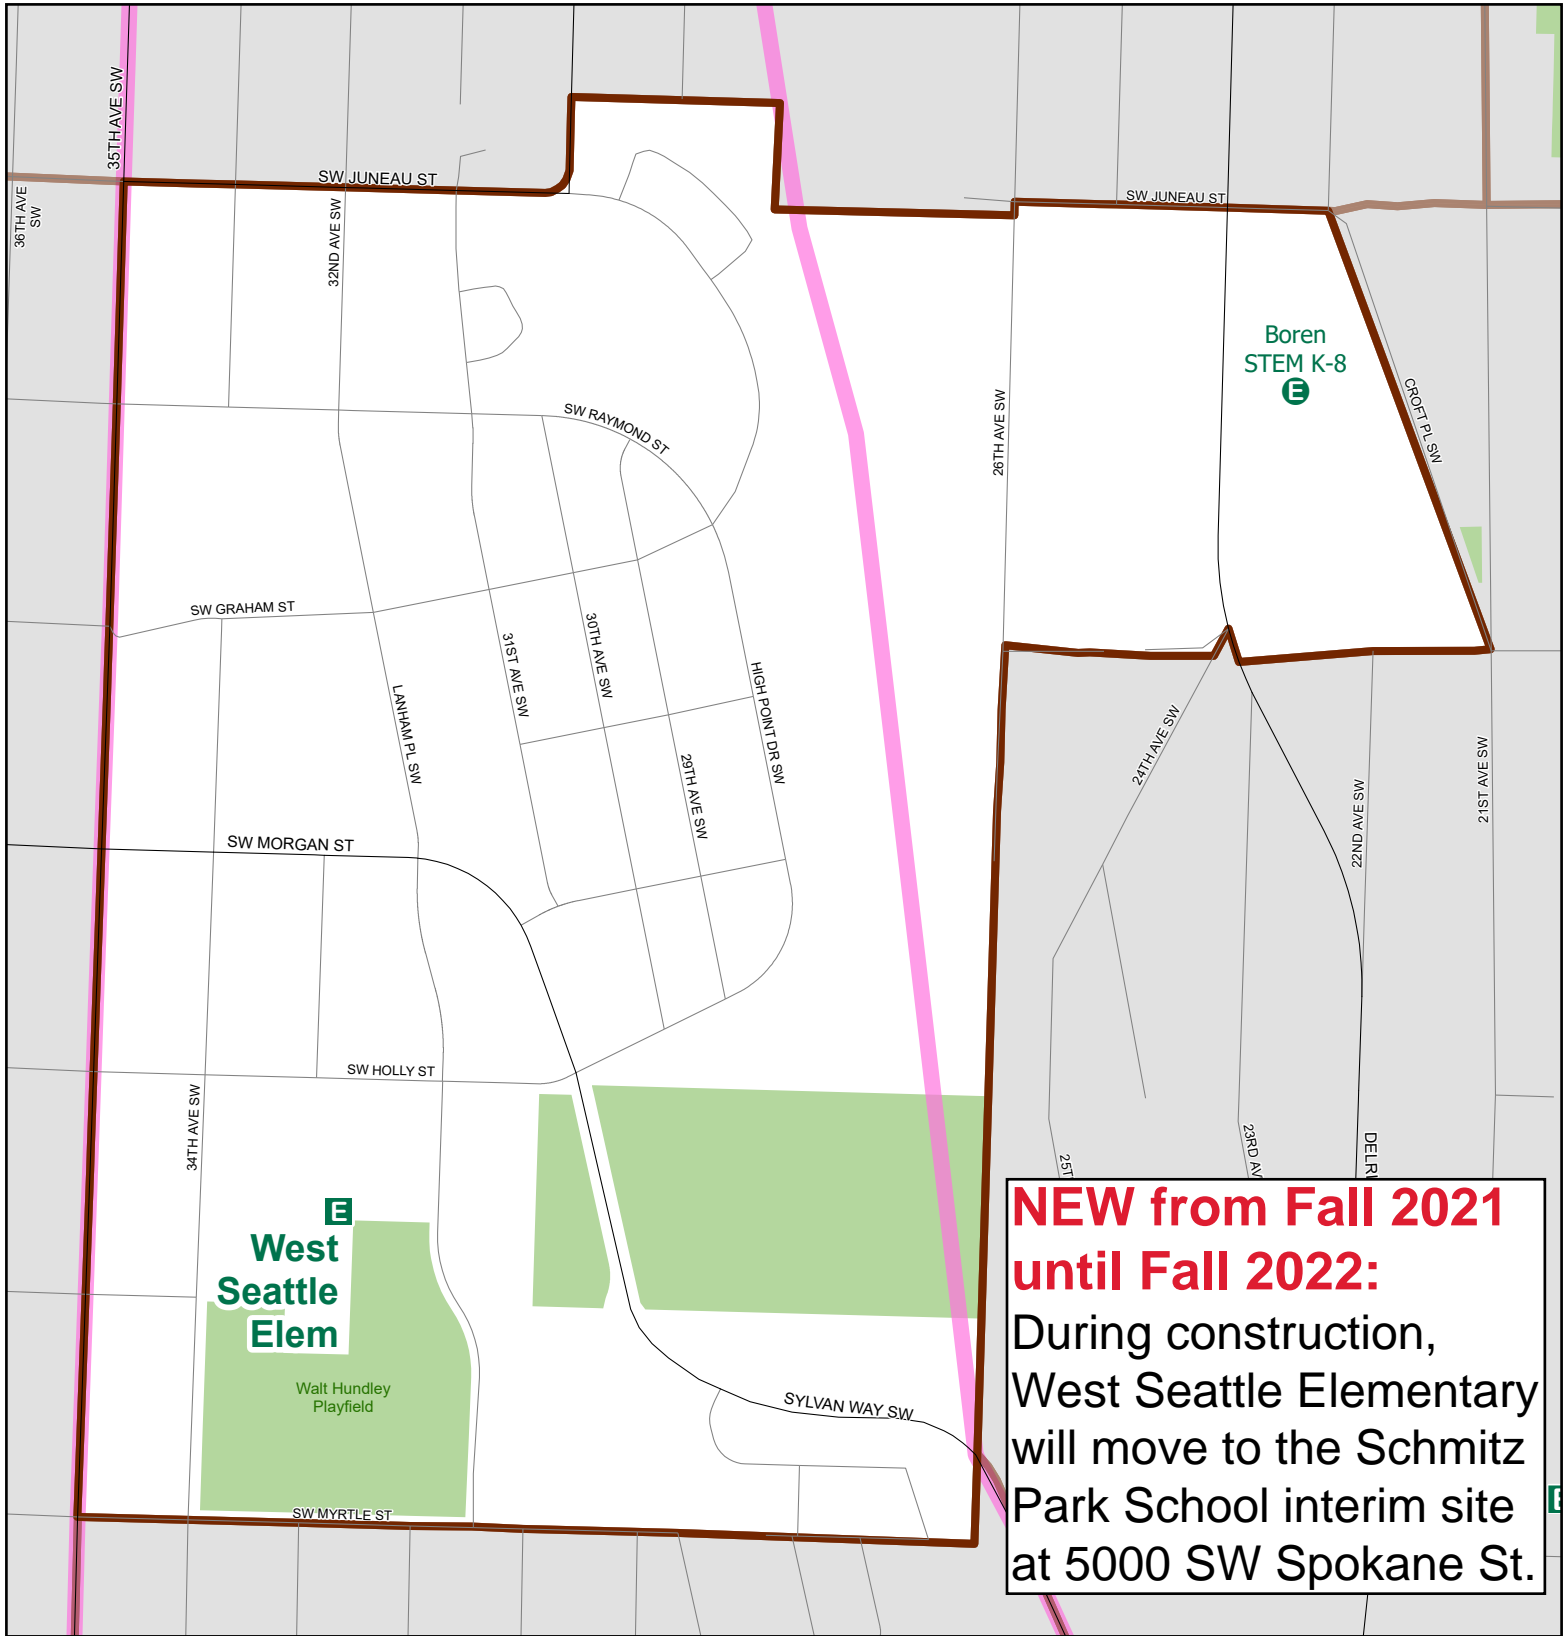 35TH AVE SW
SW JUNEAU ST
SW JUNEAU ST
36TH AVE
SW
32ND AVE SW
Boren
STEM K-8
E
CROFT PL SW
26TH AVE SW
SW RAYMOND ST
SW GRAHAM ST
30TH AVE SW
31ST AVE SW
HIGH POINT DR SW
LANHAM PL SW
29TH AVE SW
24TH AVE SW
22ND AVE SW
21ST AVE SW
SW MORGAN ST
SW HOLLY ST
34TH AVE SW
25T
23RD AV
DELRI
E
West
Seattle
Elem
Walt Hundley
Playfield
SYLVAN WAY SW
SW MYRTLE ST
NEW from Fall 2021
until Fall 2022:
During construction,
West Seattle Elementary
will move to the Schmitz
Park School interim site
at 5000 SW Spokane St.